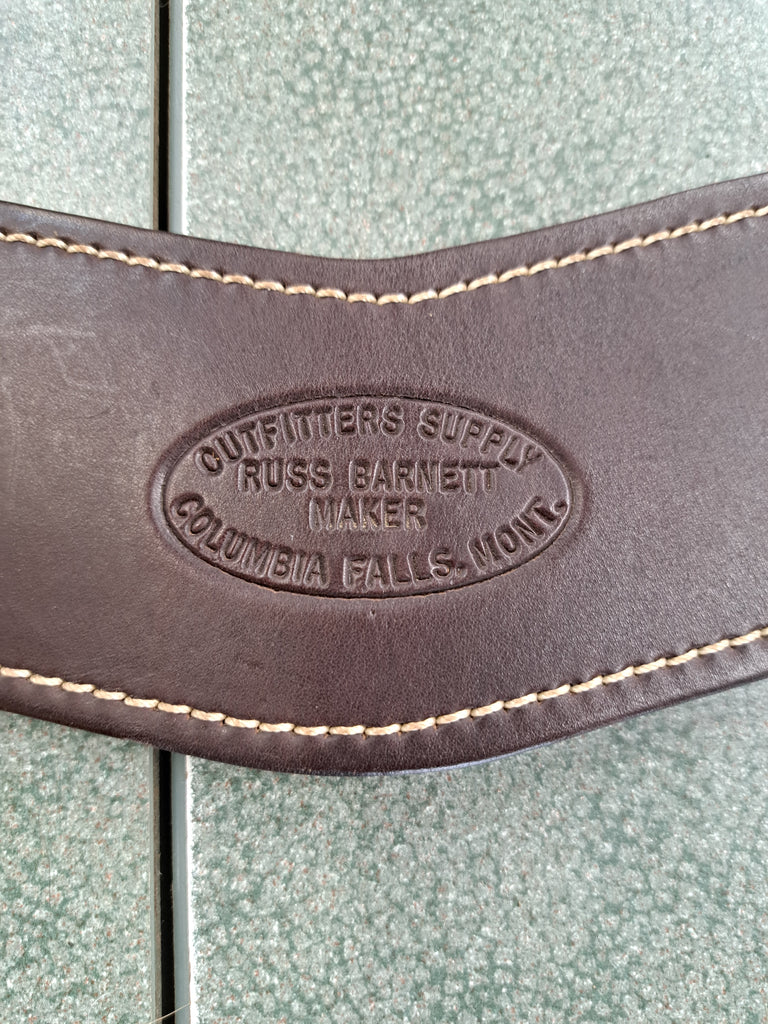 OUTFITTERS SUPPLY
RUSS BARNETT
MAKER
COLUMBIA FALLS, MONT.